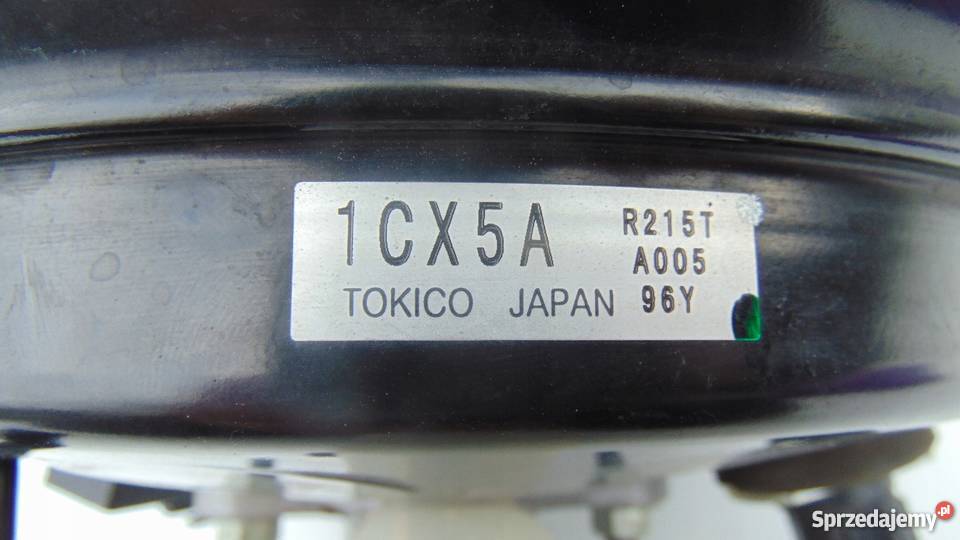 1CX5A R215T
A005
TOKICO JAPAN 96Y
Sprzedajemy.pl